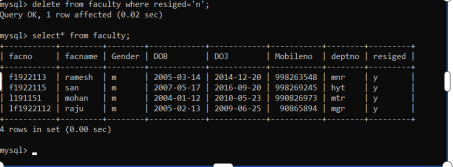 mysql> delete from faculty where resiged='n';
Query OK, 1 row affected (0.02 sec)
mysql> select* from faculty;
+----------+---------+--------+------------+------------+-----------+--------+---------+
| facno | facname | Gender | DOB | DOJ | Mobileno | deptno | resiged |
+----------+---------+--------+------------+------------+-----------+--------+---------+
| f1922113 | ramesh | m | 2005-03-14 | 2014-12-20 | 998263548 | mnr | y |
| f1922115 | san | m | 2007-05-17 | 2016-09-20 | 998269245 | hyt | y |
| l191151 | mohan | m | 2004-01-12 | 2010-05-23 | 990826973 | mtr | y |
| lf1922112 | raju | m | 2005-02-13 | 2009-06-25 | 90865894 | mgr | y |
+----------+---------+--------+------------+------------+-----------+--------+---------+
4 rows in set (0.00 sec)
mysql> _